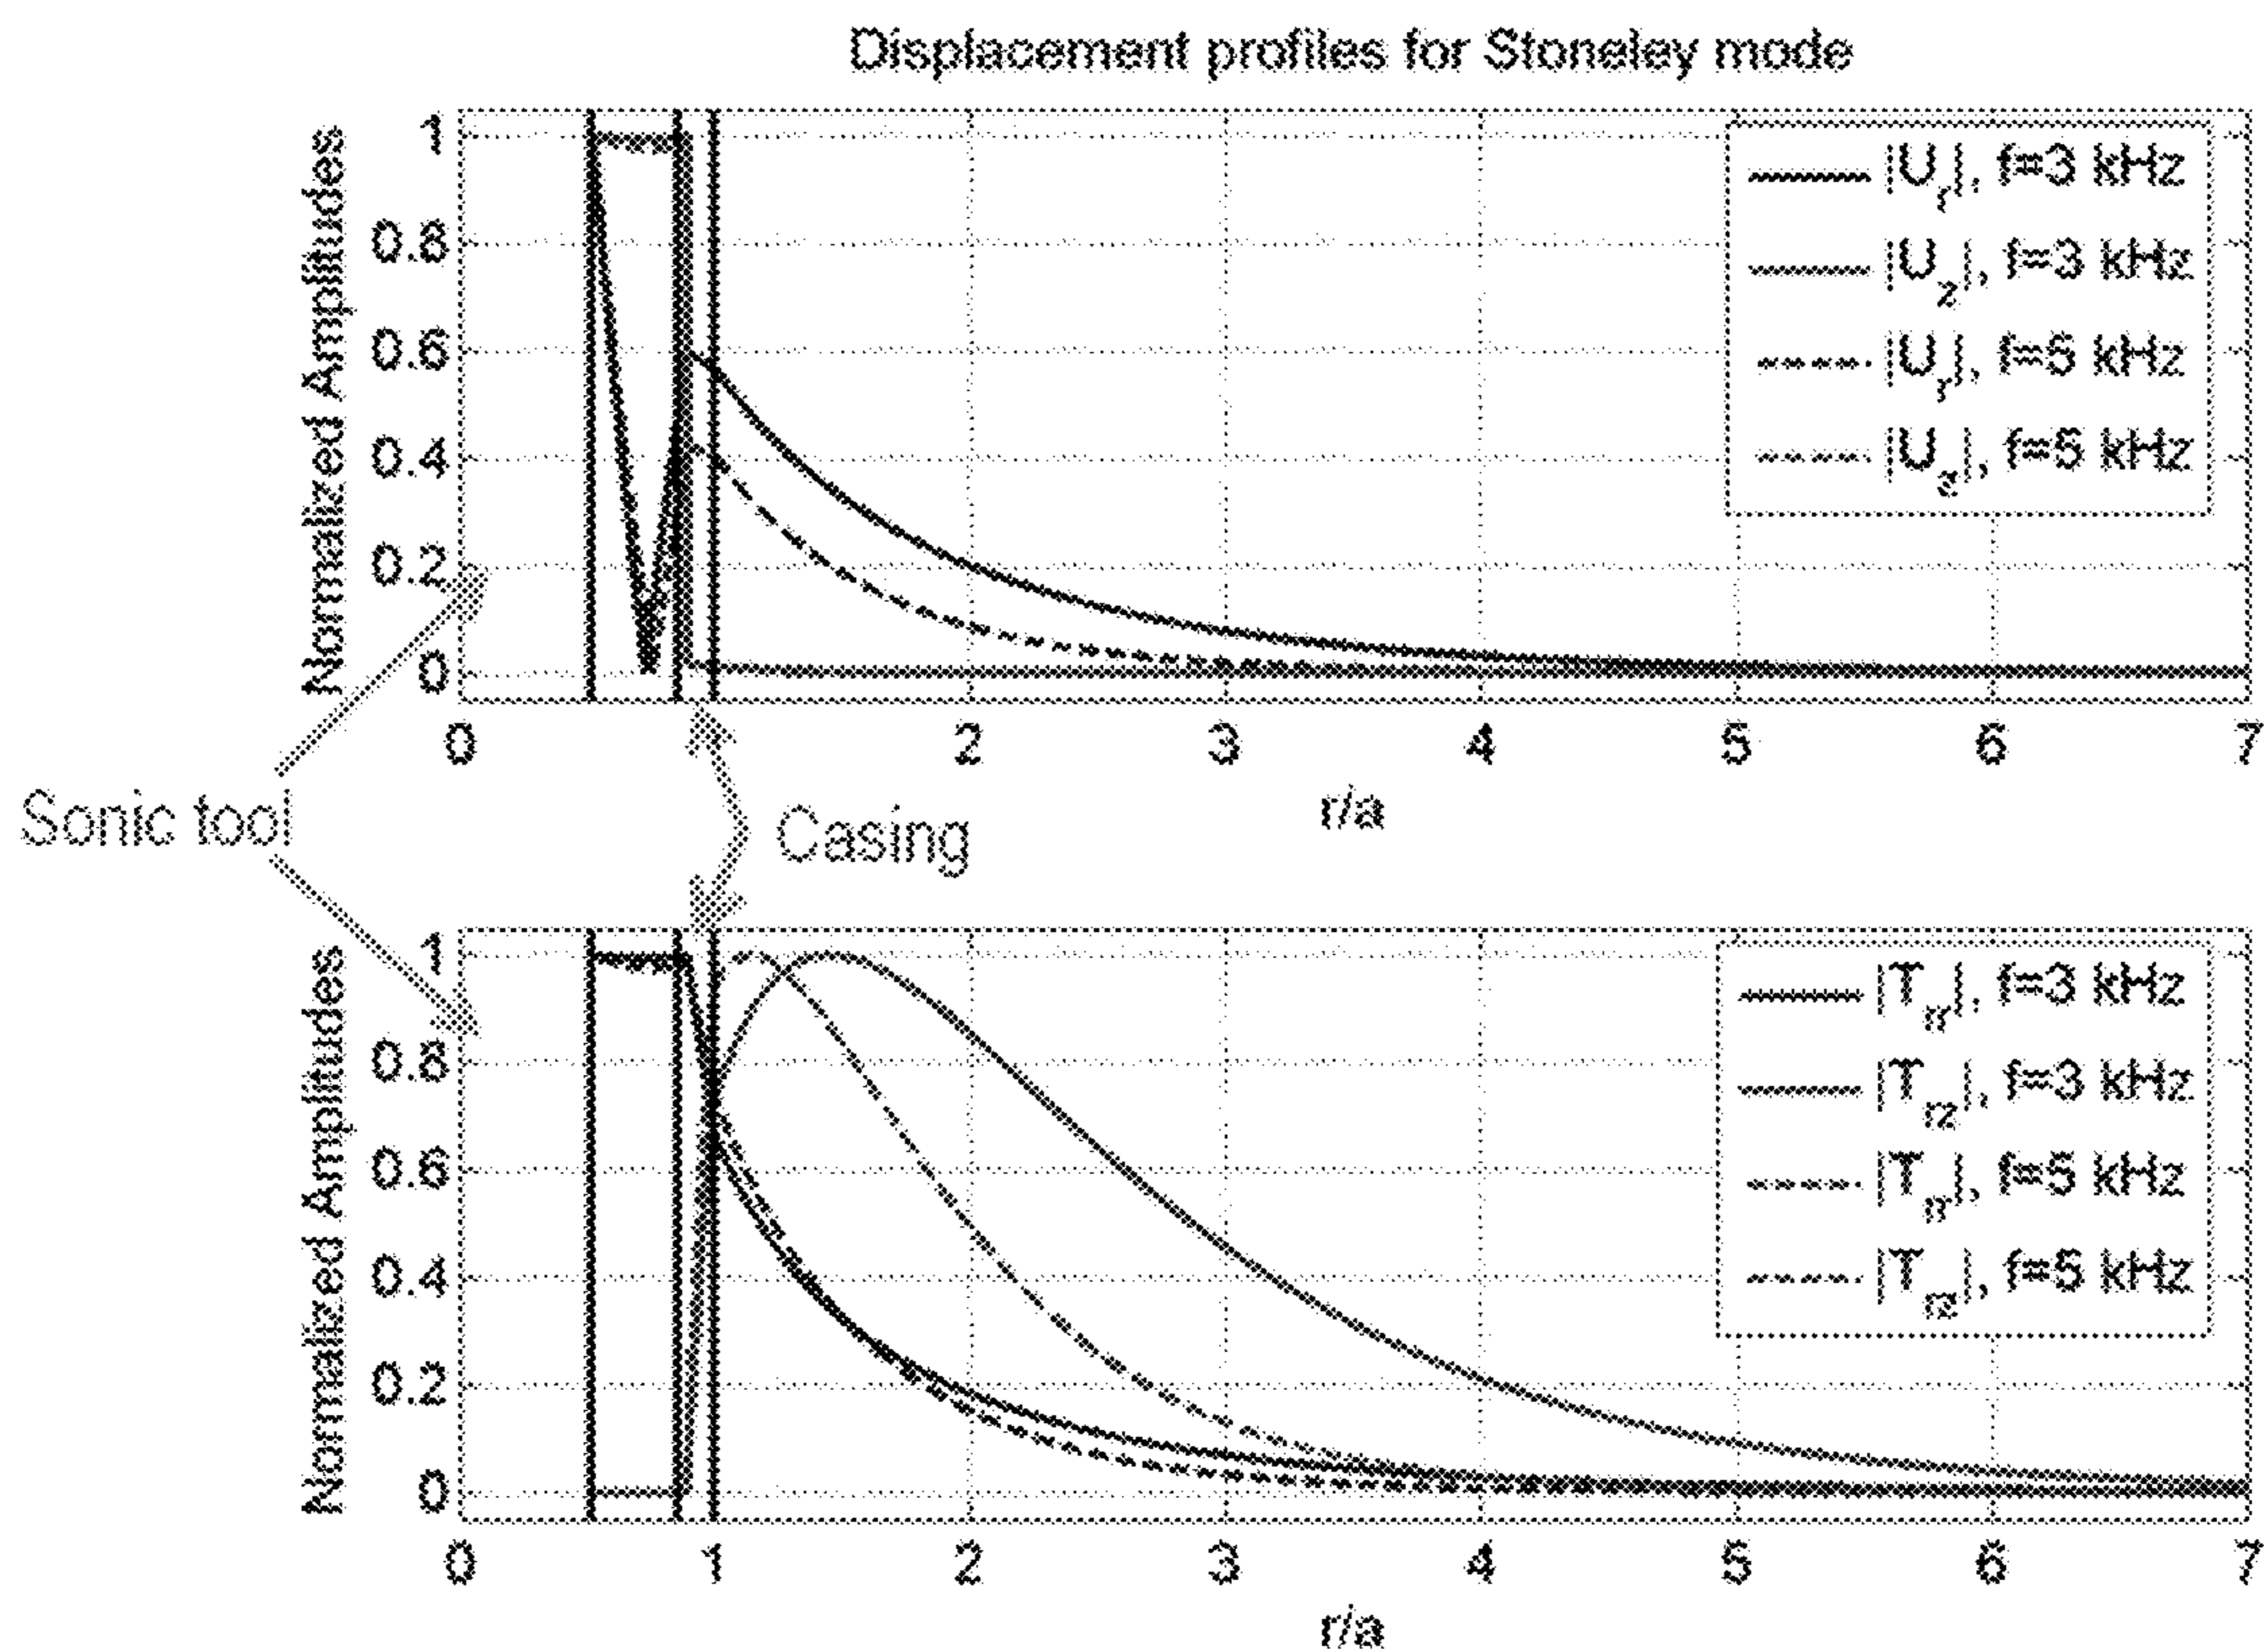 Displacement profiles for Stoneley mode
Normalized Amplitudes
1
0.8
0.6
0.4
0.2
0
|U_r|, f=3 kHz
|U_z|, f=3 kHz
|U_r|, f=5 kHz
|U_z|, f=5 kHz
0 2 3 4 5 6 7
r/a
Sonic tool
Casing
Normalized Amplitudes
1
0.8
0.6
0.4
0.2
0
|T_rr|, f=3 kHz
|T_rz|, f=3 kHz
|T_rr|, f=5 kHz
|T_rz|, f=5 kHz
0 1 2 3 4 5 6 7
r/a